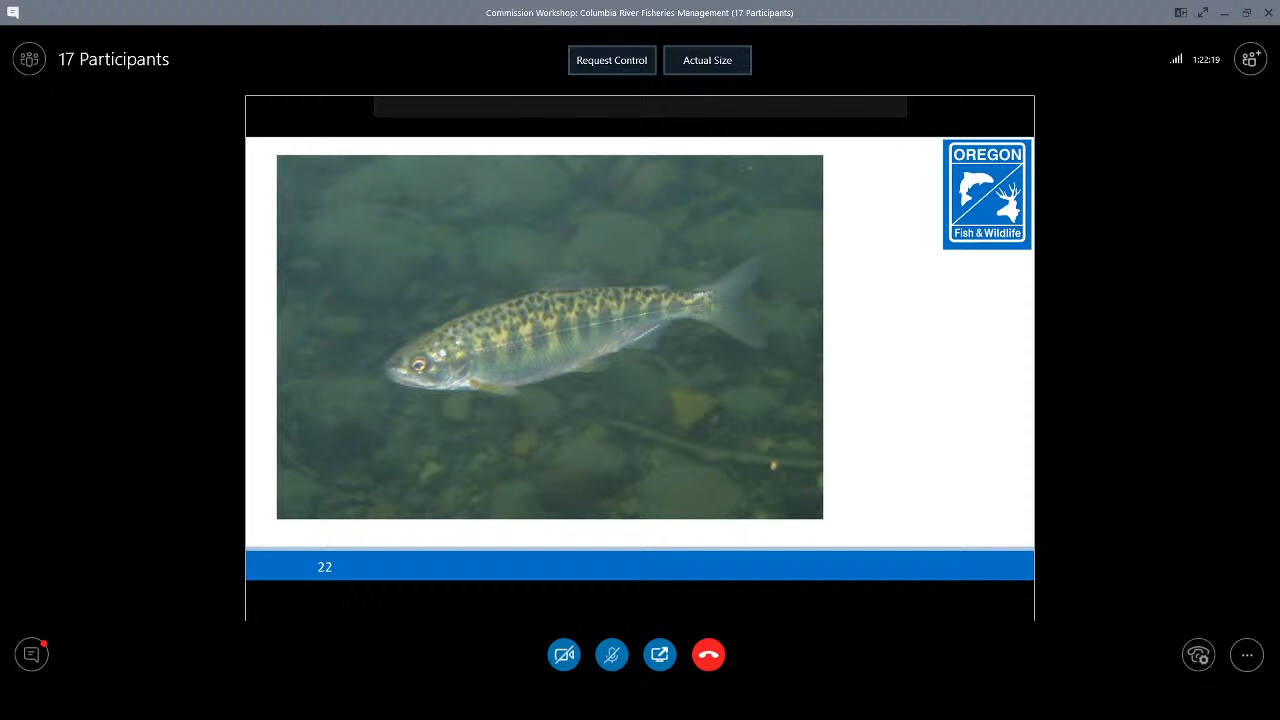 Commission Workshop: Columbia River Fisheries Management (17 Participants)
17 Participants
Request Control
Actual Size
1:22:19
OREGON
Fish & Wildlife
22